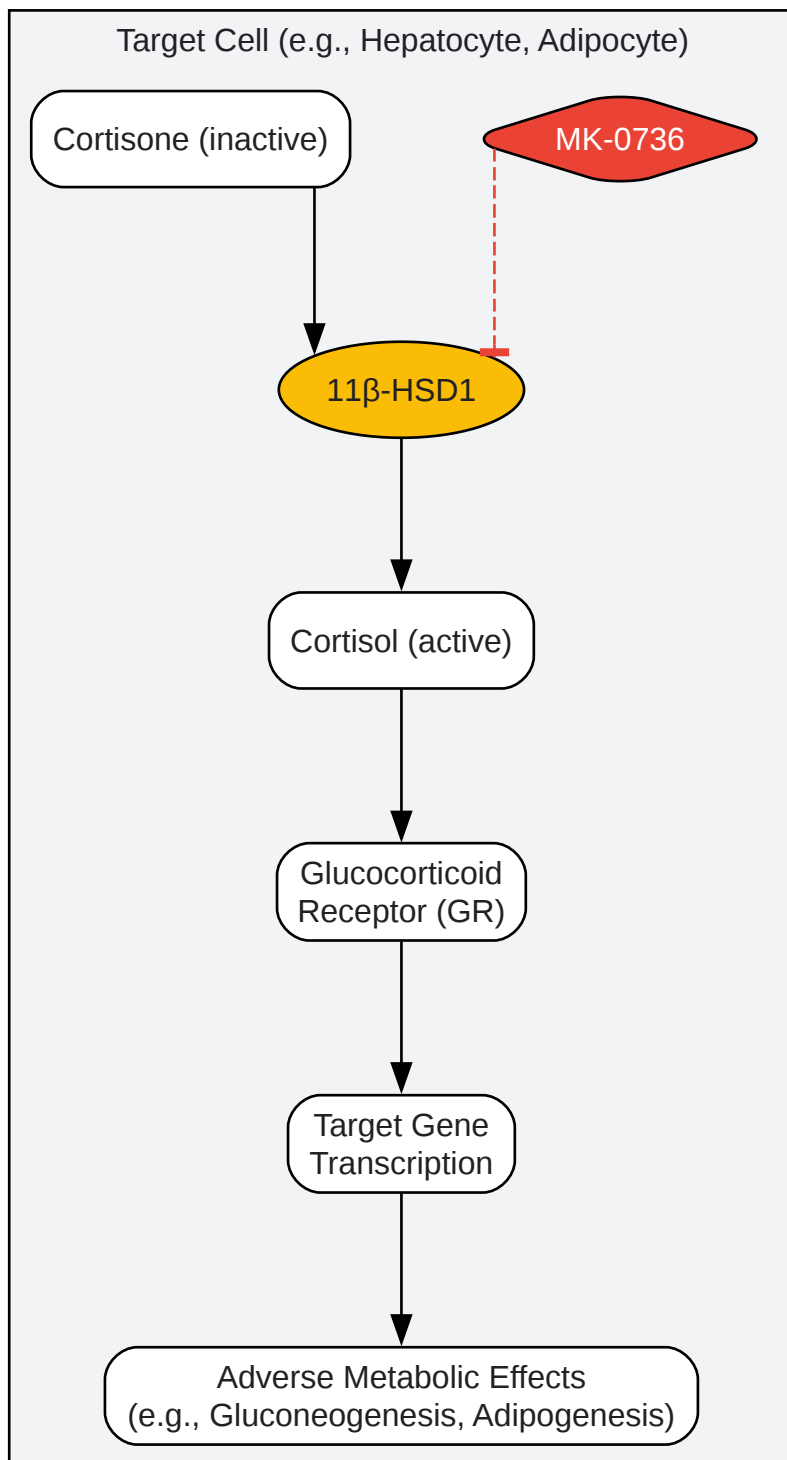 Target Cell (e.g., Hepatocyte, Adipocyte)
Cortisone (inactive)
MK-0736
11β-HSD1
Cortisol (active)
Glucocorticoid
Receptor (GR)
Target Gene
Transcription
Adverse Metabolic Effects
(e.g., Gluconeogenesis, Adipogenesis)